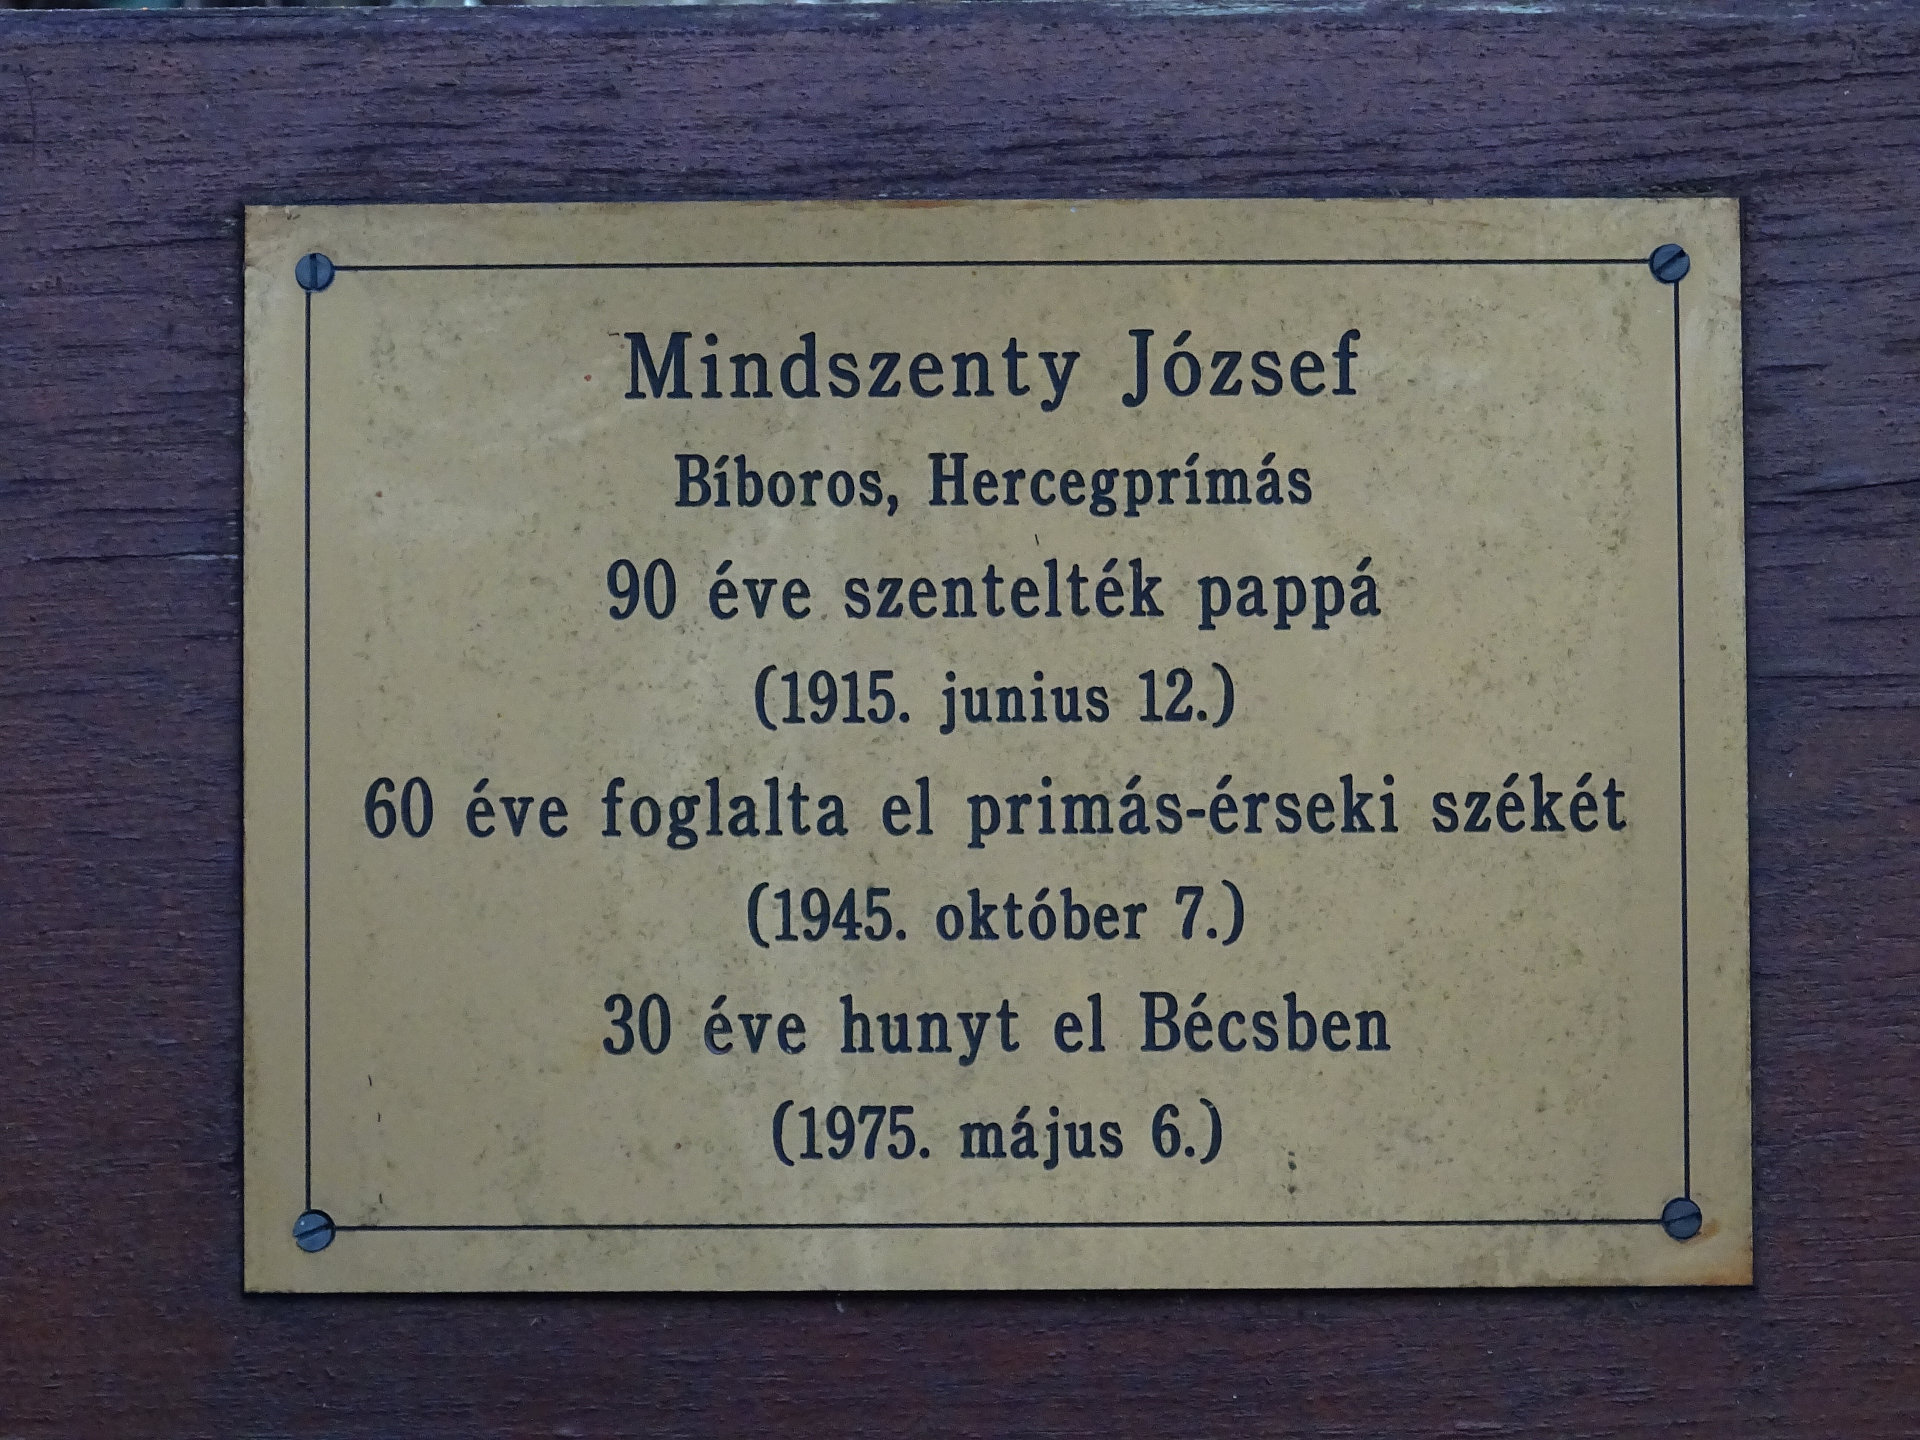 Mindszenty József
Bíboros, Hercegprímás
90 éve szentelték pappá
(1915. junius 12.)
60 éve foglalta el primás-érseki székét
(1945. október 7.)
30 éve hunyt el Bécsben
(1975. május 6.)